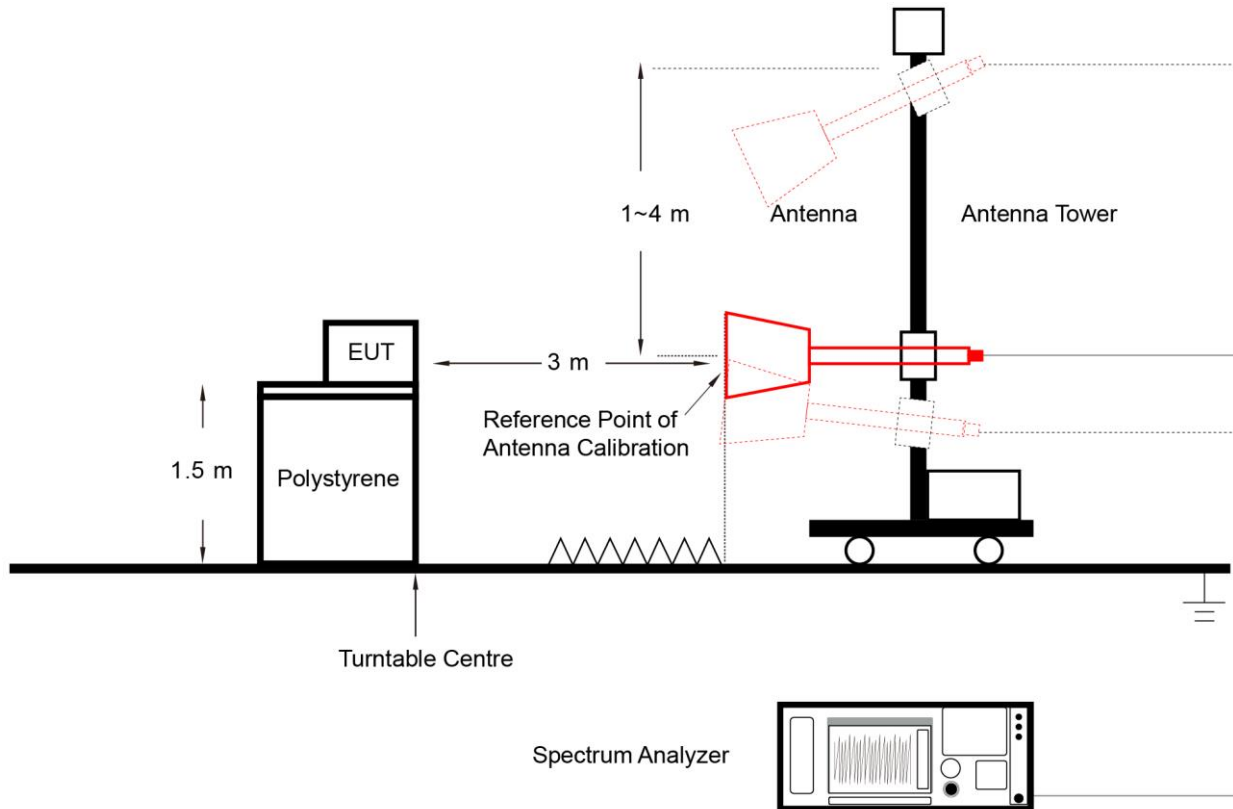 1~4 m
Antenna
Antenna Tower
EUT
3 m
Reference Point of
Antenna Calibration
1.5 m
Polystyrene
Turntable Centre
Spectrum Analyzer